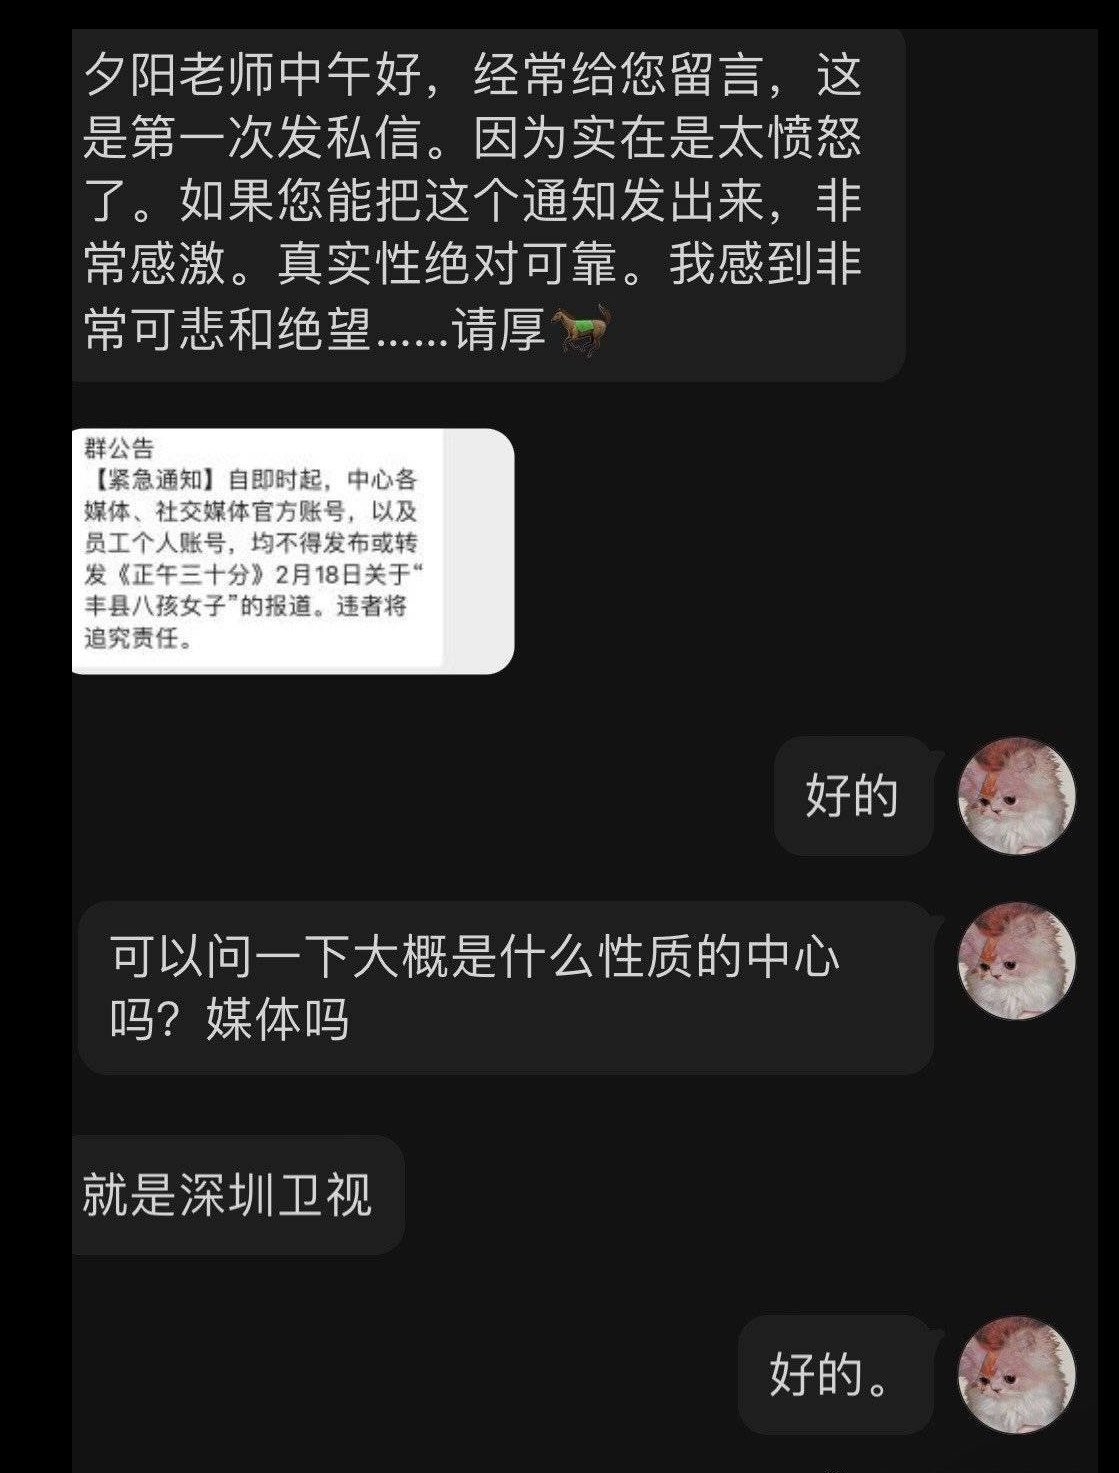 夕阳老师中午好，经常给您留言，这
是第一次发私信。因为实在是太愤怒
了。如果您能把这个通知发出来，非
常感激。真实性绝对可靠。我感到非
常可悲和绝望……请厚🐎
群公告
【紧急通知】自即时起，中心各
媒体、社交媒体官方账号，以及
员工个人账号，均不得发布或转
发《正午三十分》2月18日关于“
丰县八孩女子”的报道。违者将
追究责任。
好的
可以问一下大概是什么性质的中心
吗？媒体吗
就是深圳卫视
好的。